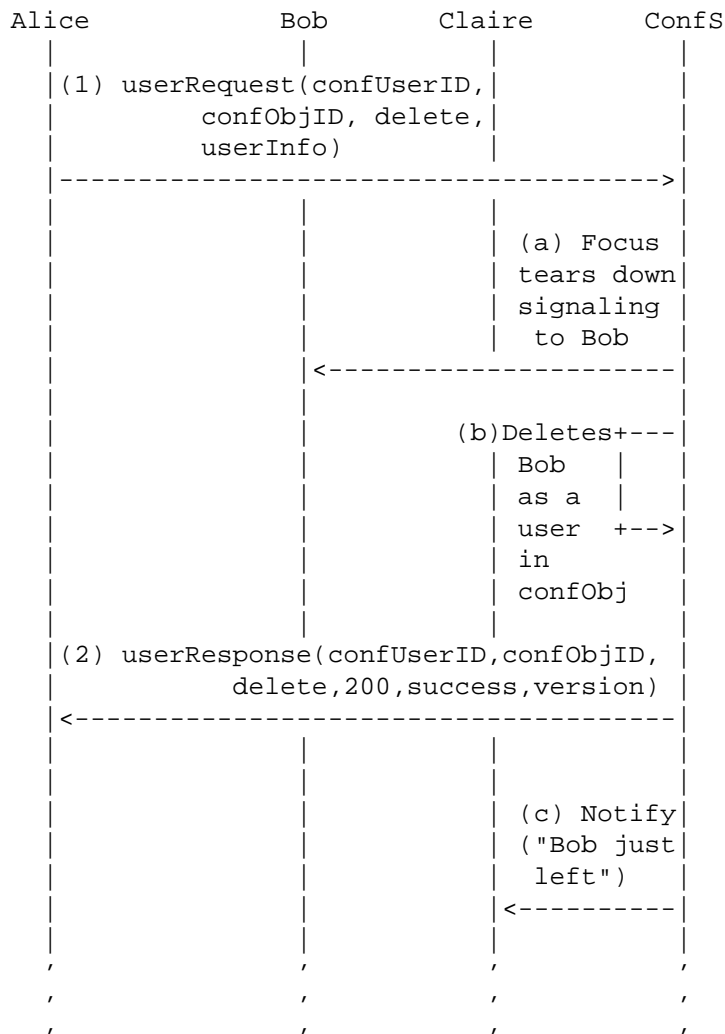 Alice Bob Claire ConfS
(1) userRequest(confUserID,
confObjID, delete,
userInfo)
(a) Focus
tears down
signaling
to Bob
(b)Deletes
Bob
as a
user
in
confObj
(2) userResponse(confUserID,confObjID,
delete,200,success,version)
(c) Notify
("Bob just
left")